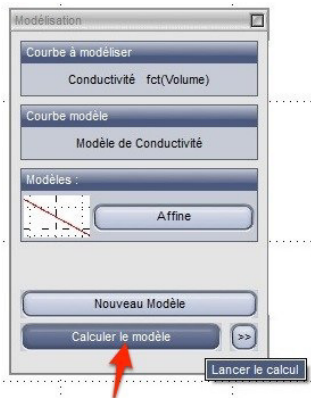 Modélisation
Courbe à modéliser
Conductivité fct(Volume)
Courbe modèle
Modèle de Conductivité
Modèles :
Affine
Nouveau Modèle
Calculer le modèle >>
Lancer le calcul